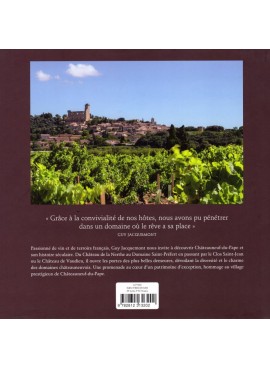 « Grâce à la convivialité de nos hôtes, nous avons pu pénétrer
dans un domaine où le rêve a sa place »
GUY JACQUEMONT
Passionné de vin et de terroirs français, Guy Jacquemont nous invite à découvrir Châteauneuf-du-Pape et
son histoire séculaire. Du Château de la Nerthe au Domaine Saint-Préfert en passant par le Clos Saint-Jean
ou le Château de Vaudieu, il ouvre les portes des plus belles demeures, dévoilant la diversité et le charme
des domaines châteauneuvois. Une promenade au cœur d'un patrimoine d'exception, hommage au village
prestigieux de Châteauneuf-du-Pape.